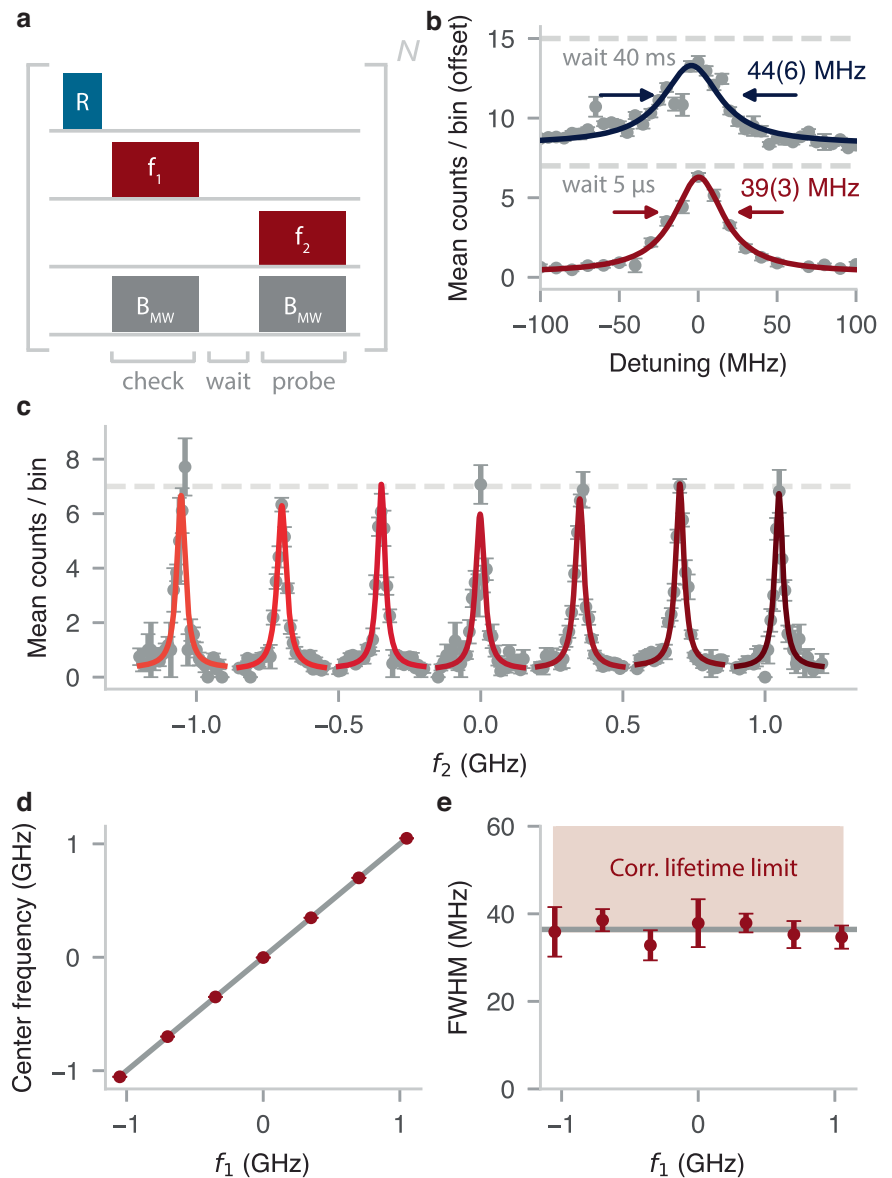 a
N
R
f1
f2
BMW BMW
check wait probe
b
Mean counts / bin (offset)
15
10
5
0
wait 40 ms
44(6) MHz
wait 5 µs
39(3) MHz
−100 −50 0 50 100
Detuning (MHz)
c
Mean counts / bin
8
6
4
2
0
−1.0 −0.5 0.0 0.5 1.0
f2 (GHz)
d
Center frequency (GHz)
1
0
−1
−1 0 1
f1 (GHz)
e
FWHM (MHz)
60
40
20
0
Corr. lifetime limit
−1 0 1
f1 (GHz)